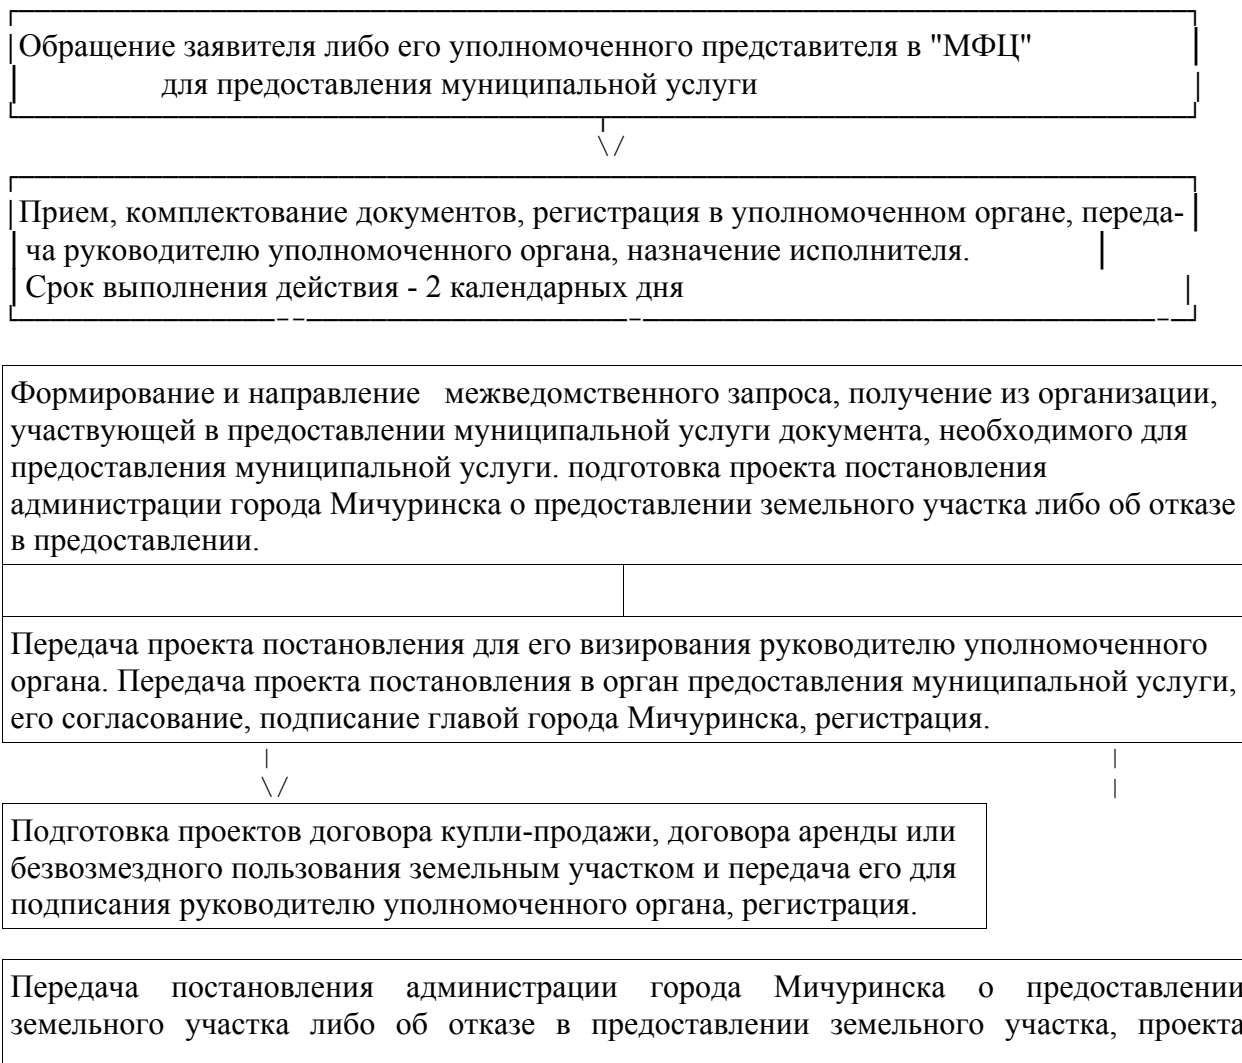 Обращение заявителя либо его уполномоченного представителя в "МФЦ"
для предоставления муниципальной услуги
\/
Прием, комплектование документов, регистрация в уполномоченном органе, переда-
ча руководителю уполномоченного органа, назначение исполнителя.
Срок выполнения действия - 2 календарных дня
Формирование и направление межведомственного запроса, получение из организации,
участвующей в предоставлении муниципальной услуги документа, необходимого для
предоставления муниципальной услуги. подготовка проекта постановления
администрации города Мичуринска о предоставлении земельного участка либо об отказе
в предоставлении.
Передача проекта постановления для его визирования руководителю уполномоченного
органа. Передача проекта постановления в орган предоставления муниципальной услуги,
его согласование, подписание главой города Мичуринска, регистрация.
\/
Подготовка проектов договора купли-продажи, договора аренды или
безвозмездного пользования земельным участком и передача его для
подписания руководителю уполномоченного органа, регистрация.
Передача постановления администрации города Мичуринска о предоставлении
земельного участка либо об отказе в предоставлении земельного участка, проекта